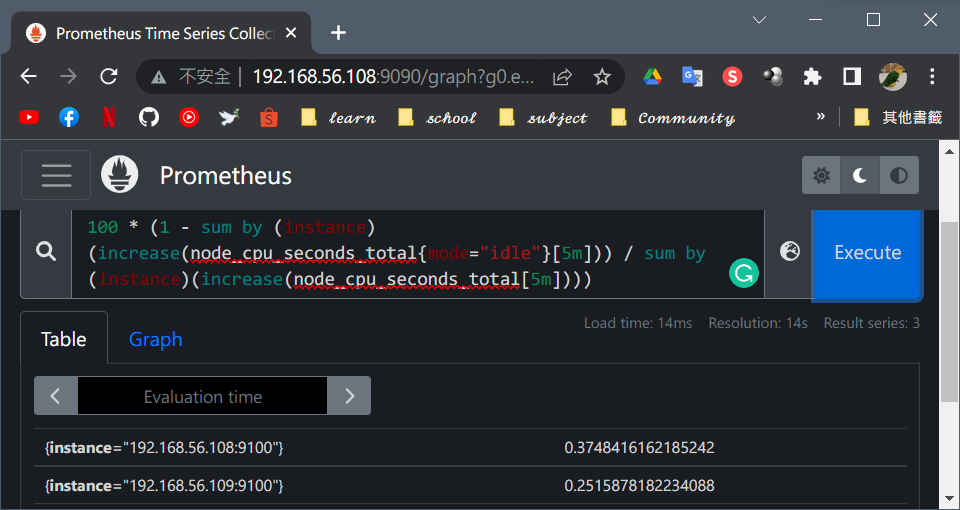 Prometheus Time Series Collec
不安全 192.168.56.108:9090/graph?g0.e...
learn school subject Community » 其他書籤
Prometheus
100 * (1 - sum by (instance)
(increase(node_cpu_seconds_total{mode="idle"}[5m])) / sum by
(instance)(increase(node_cpu_seconds_total[5m])))
Execute
Load time: 14ms Resolution: 14s Result series: 3
Table Graph
Evaluation time
{instance="192.168.56.108:9100"} 0.3748416162185242
{instance="192.168.56.109:9100"} 0.2515878182234088